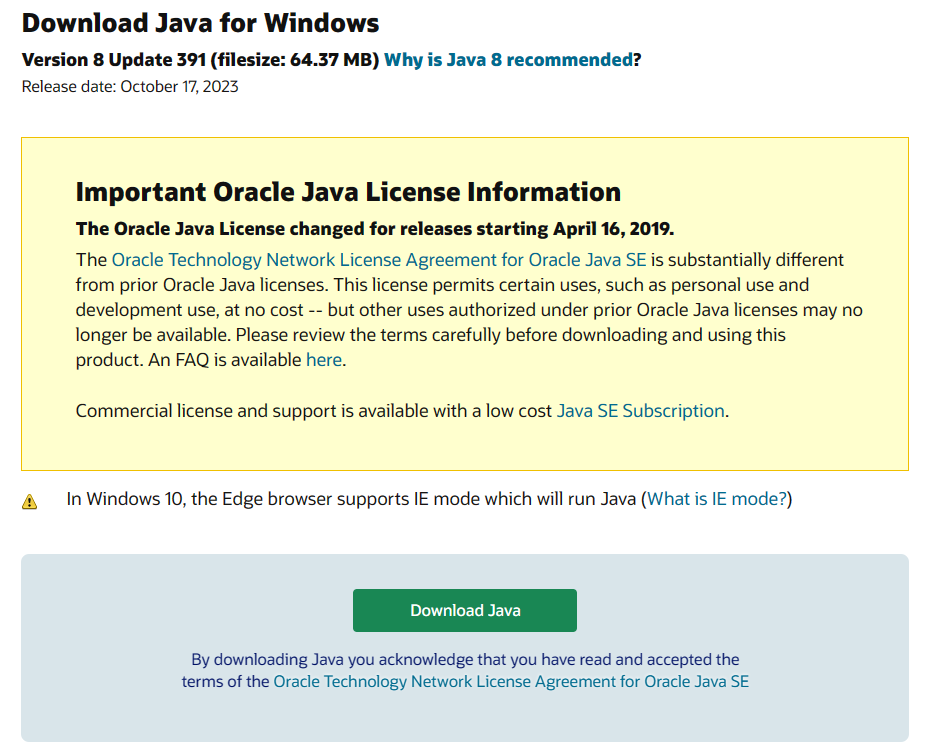 Download Java for Windows
Version 8 Update 391 (filesize: 64.37 MB) Why is Java 8 recommended?
Release date: October 17, 2023
Important Oracle Java License Information
The Oracle Java License changed for releases starting April 16, 2019.
The Oracle Technology Network License Agreement for Oracle Java SE is substantially different
from prior Oracle Java licenses. This license permits certain uses, such as personal use and
development use, at no cost -- but other uses authorized under prior Oracle Java licenses may no
longer be available. Please review the terms carefully before downloading and using this
product. An FAQ is available here.
Commercial license and support is available with a low cost Java SE Subscription.
In Windows 10, the Edge browser supports IE mode which will run Java (What is IE mode?)
Download Java
By downloading Java you acknowledge that you have read and accepted the
terms of the Oracle Technology Network License Agreement for Oracle Java SE